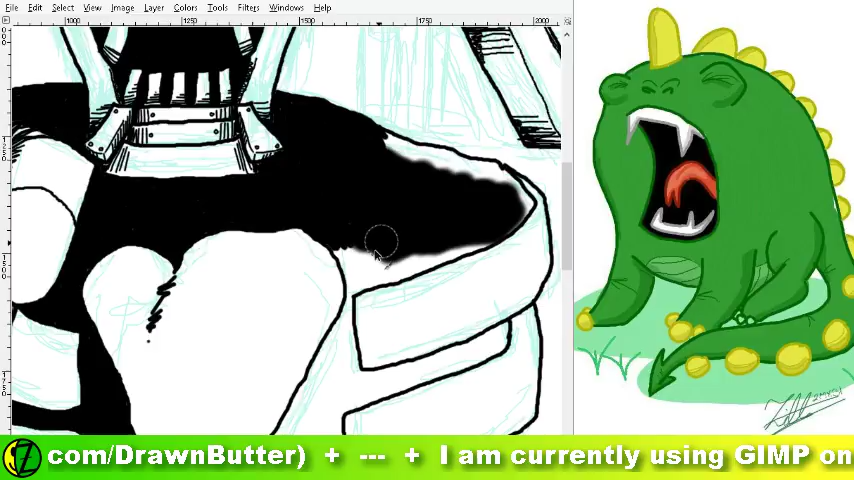 File Edit Select View Image Layer Colors Tools Filters Windows Help
1000 1250 1500 1750 2000
com/DrawnButter) + --- + I am currently using GIMP on